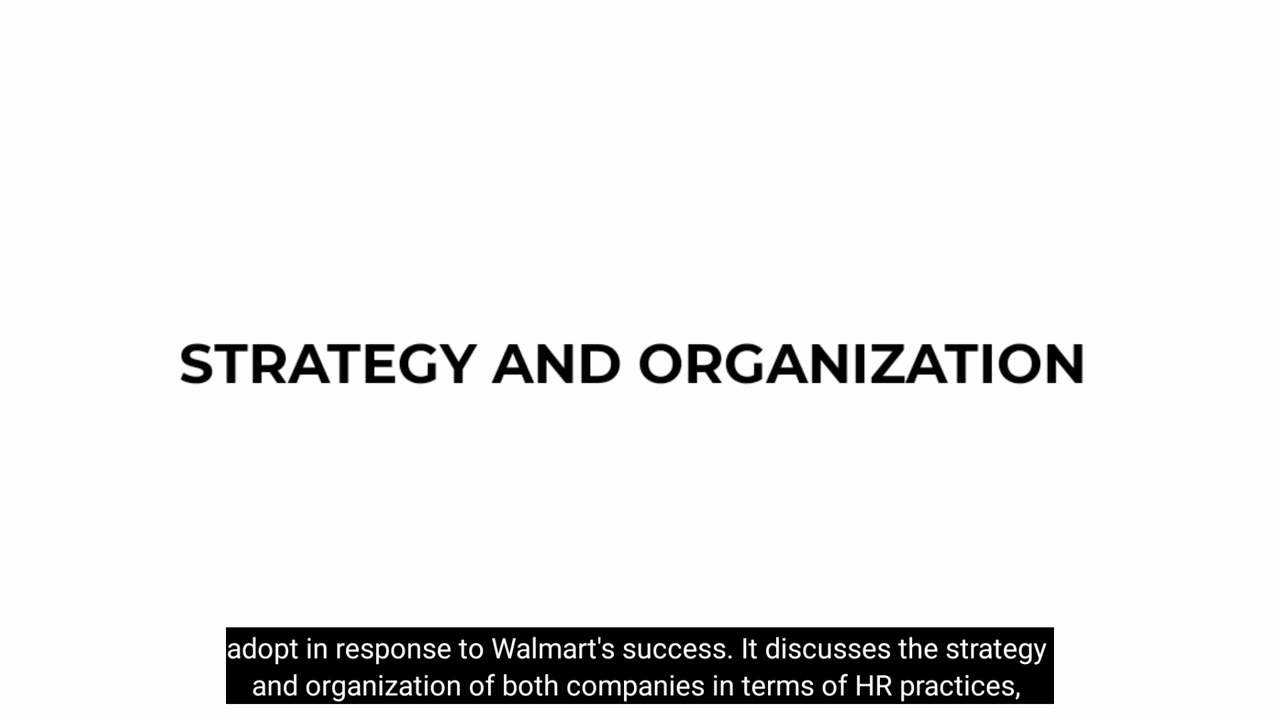 STRATEGY AND ORGANIZATION
adopt in response to Walmart's success. It discusses the strategy
and organization of both companies in terms of HR practices,